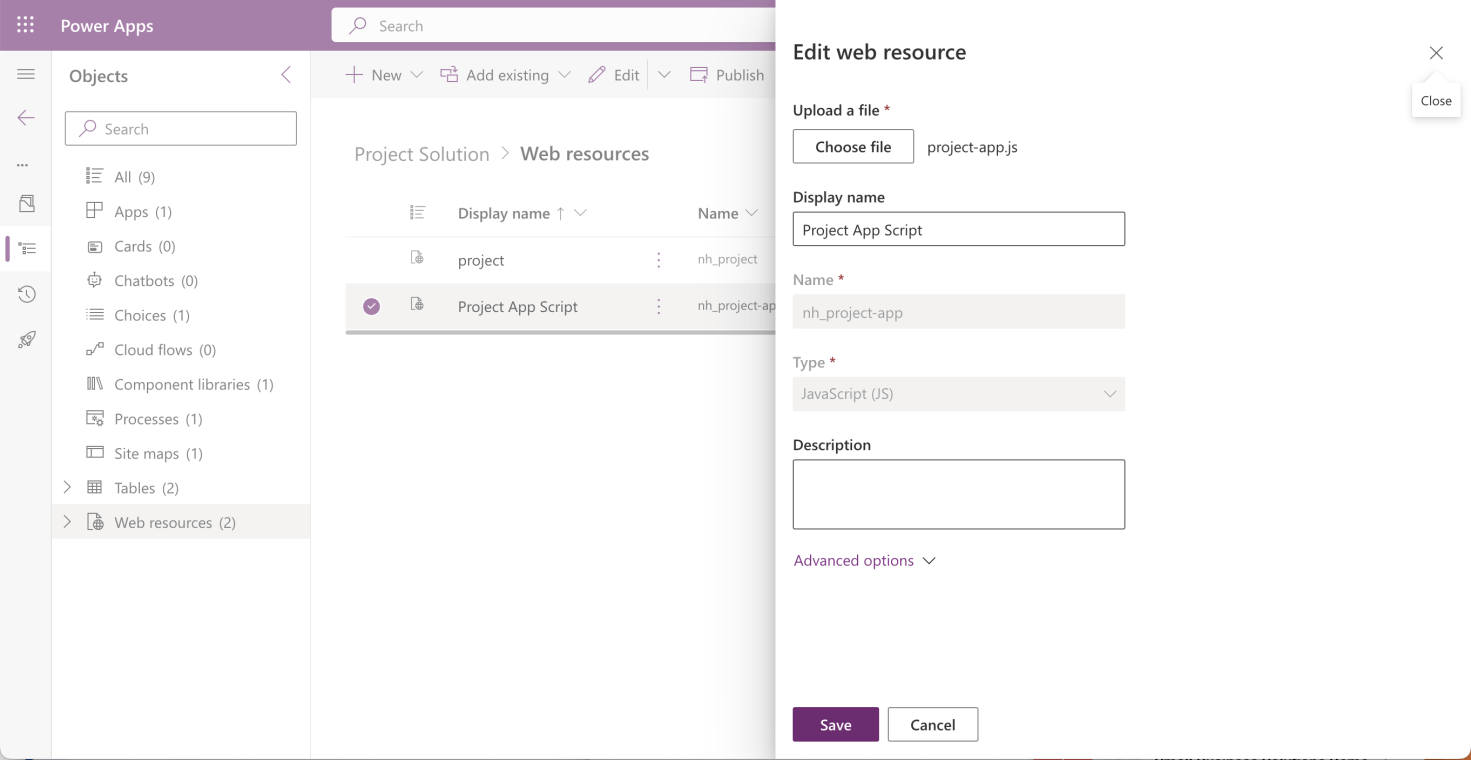 Power Apps
Search
Objects
Search
All (9)
Apps (1)
Cards (0)
Chatbots (0)
Choices (1)
Cloud flows (0)
Component libraries (1)
Processes (1)
Site maps (1)
Tables (2)
Web resources (2)
New
Add existing
Edit
Publish
Project Solution > Web resources
Display name ↑
Name
project
nh_project
Project App Script
nh_project-ap
Edit web resource
Close
Upload a file *
Choose file
project-app.js
Display name
Project App Script
Name *
nh_project-app
Type *
JavaScript (JS)
Description
Advanced options
Save
Cancel